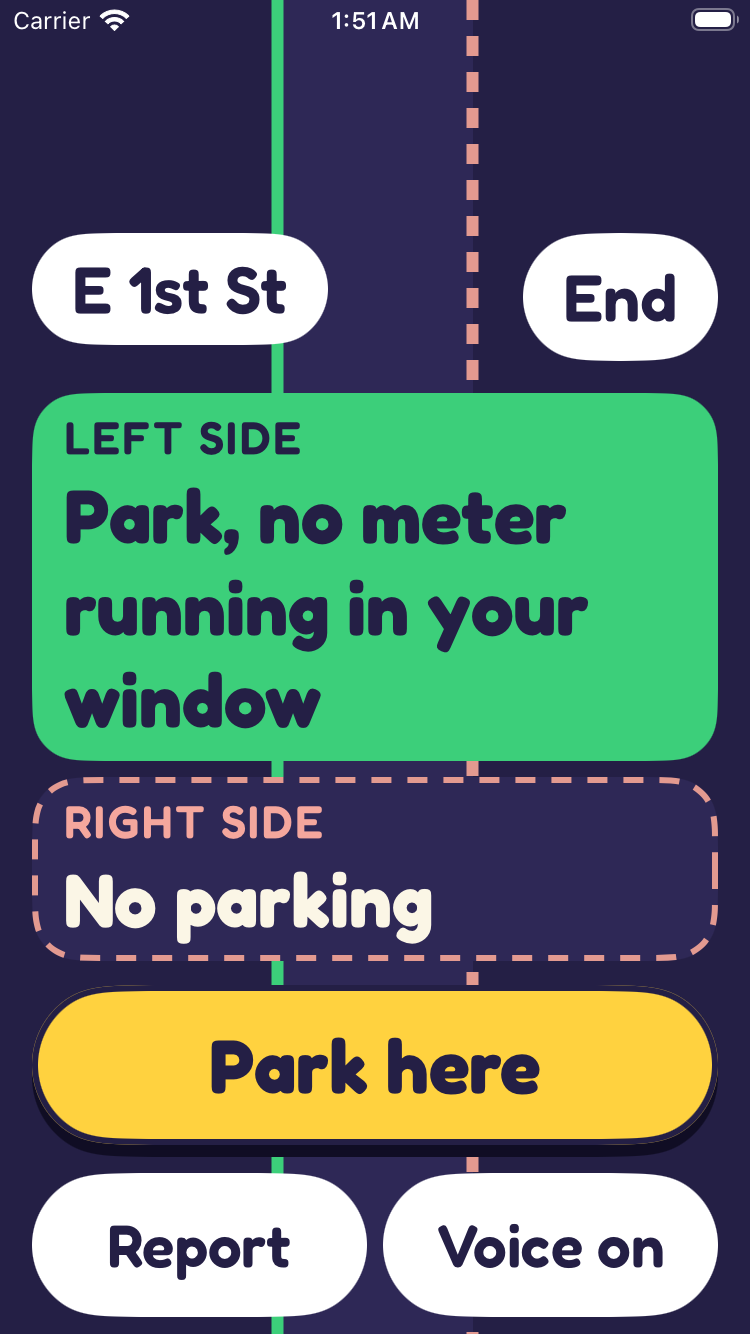 Carrier 1:51 AM
E 1st St
End
LEFT SIDE
Park, no meter
running in your
window
RIGHT SIDE
No parking
Park here
Report
Voice on